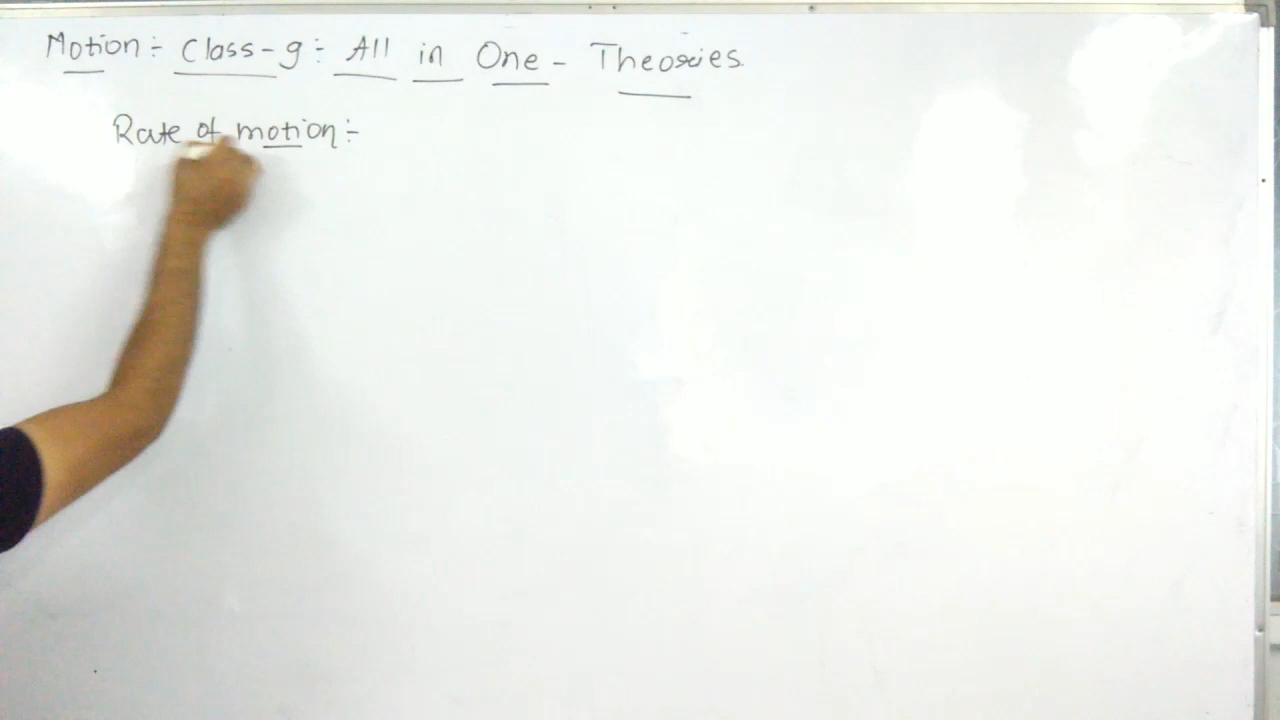 Motion÷ Class-9÷ All in One - Theories
Rate of motion÷